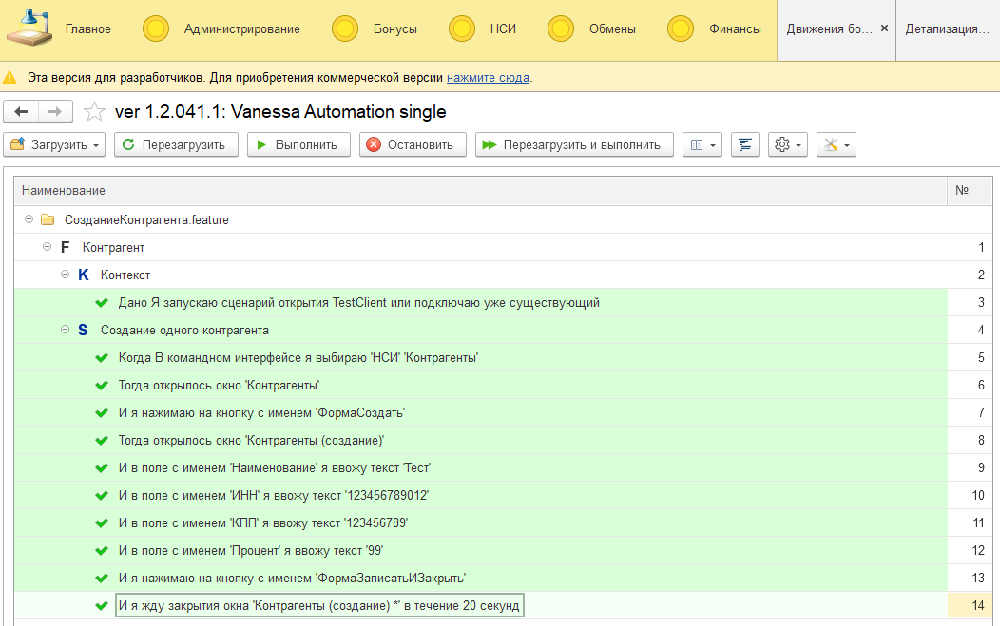 Главное Администрирование Бонусы НСИ Обмены Финансы Движения бо... × Детализация...
Эта версия для разработчиков. Для приобретения коммерческой версии нажмите сюда.
ver 1.2.041.1: Vanessa Automation single
Загрузить Перезагрузить Выполнить Остановить Перезагрузить и выполнить
Наименование №
СозданиеКонтрагента.feature
F Контрагент 1
K Контекст 2
Дано Я запускаю сценарий открытия TestClient или подключаю уже существующий 3
S Создание одного контрагента 4
Когда В командном интерфейсе я выбираю 'НСИ' 'Контрагенты' 5
Тогда открылось окно 'Контрагенты' 6
И я нажимаю на кнопку с именем 'ФормаСоздать' 7
Тогда открылось окно 'Контрагенты (создание)' 8
И в поле с именем 'Наименование' я ввожу текст 'Тест' 9
И в поле с именем 'ИНН' я ввожу текст '123456789012' 10
И в поле с именем 'КПП' я ввожу текст '123456789' 11
И в поле с именем 'Процент' я ввожу текст '99' 12
И я нажимаю на кнопку с именем 'ФормаЗаписатьИЗакрыть' 13
И я жду закрытия окна 'Контрагенты (создание) *' в течение 20 секунд 14